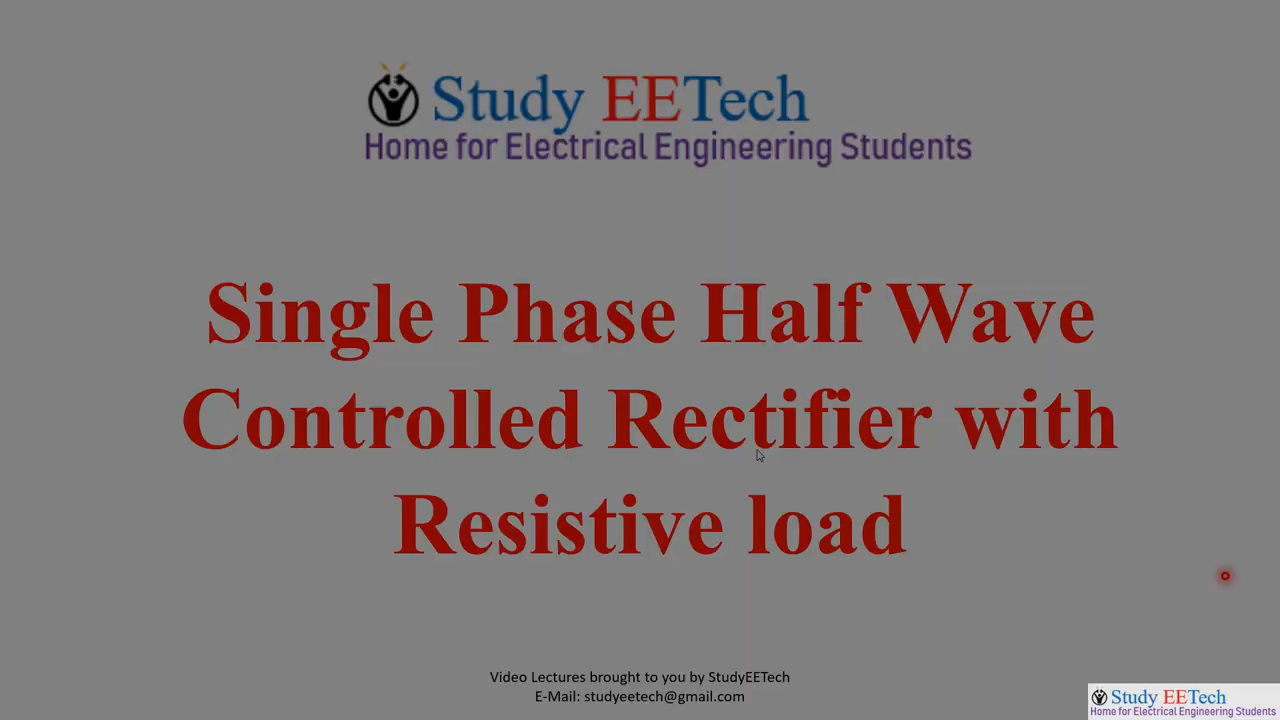 Study EETech
Home for Electrical Engineering Students
Single Phase Half Wave
Controlled Rectifier with
Resistive load
Video Lectures brought to you by StudyEETech
E-Mail: studyeetech@gmail.com
Study EETech
Home for Electrical Engineering Students